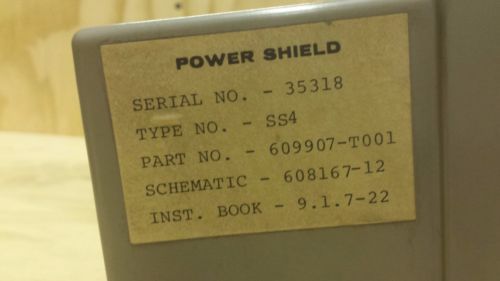 POWER SHIELD
SERIAL NO. - 35318
TYPE NO. - SS4
PART NO. - 609907-T001
SCHEMATIC - 608167-12
INST. BOOK - 9.1.7-22